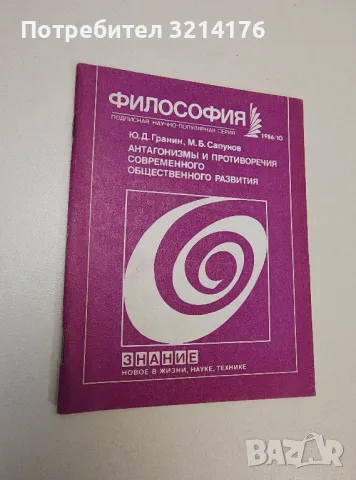 Потребител 3214176
ФИЛОСОФИЯ
ПОДПИСНАЯ НАУЧНО-ПОПУЛЯРНАЯ СЕРИЯ
1986/10
Ю.Д.Гранин, М.Б.Сапунов
АНТАГОНИЗМЫ И ПРОТИВОРЕЧИЯ
СОВРЕМЕННОГО
ОБЩЕСТВЕННОГО РАЗВИТИЯ
ЗНАНИЕ
НОВОЕ В ЖИЗНИ, НАУКЕ, ТЕХНИКЕ
BAZAR